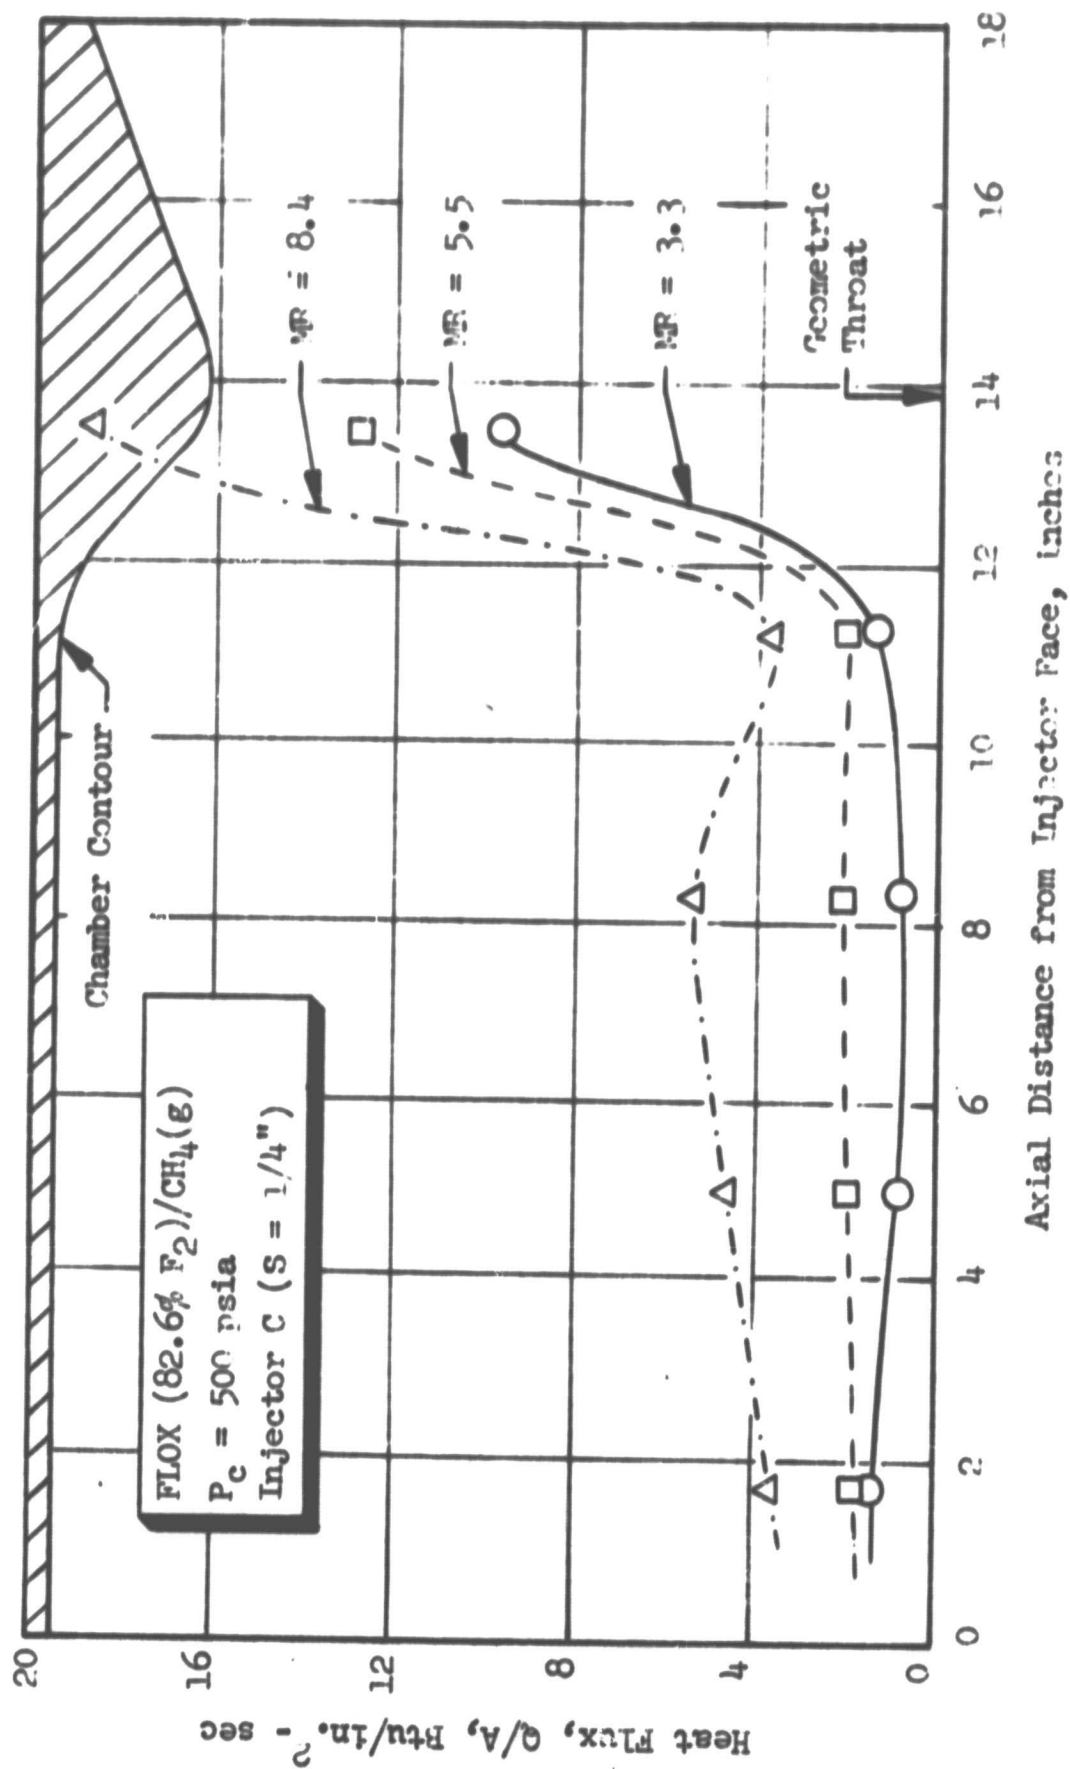 FLOX (82.6% F2)/CH4(g)
Pc = 500 psia
Injector C (S = 1/4")
Chamber Contour
MR = 8.4
MR = 5.5
MR = 3.3
Geometric
Throat
20
16
12
8
4
0
Heat Flux, Q/A, Btu/in.2 - sec
0
2
4
6
8
10
12
14
16
18
Axial Distance from Injector Face, inches